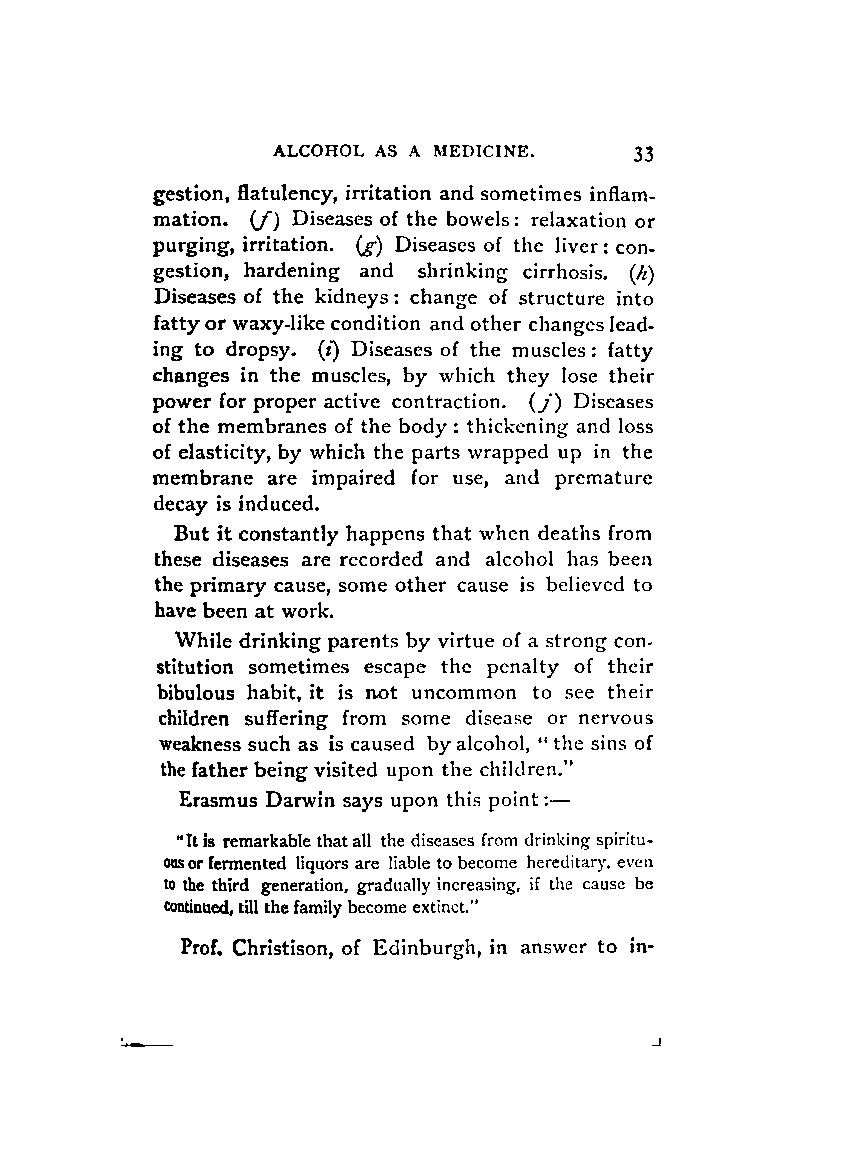 ALCOHOL AS A MEDICINE. 33
gestion, flatulency, irritation and sometimes inflam-
mation. (f) Diseases of the bowels: relaxation or
purging, irritation. (g) Diseases of the liver: con-
gestion, hardening and shrinking cirrhosis. (h)
Diseases of the kidneys: change of structure into
fatty or waxy-like condition and other changes lead-
ing to dropsy. (i) Diseases of the muscles: fatty
changes in the muscles, by which they lose their
power for proper active contraction. (j) Diseases
of the membranes of the body: thickening and loss
of elasticity, by which the parts wrapped up in the
membrane are impaired for use, and premature
decay is induced.
But it constantly happens that when deaths from
these diseases are recorded and alcohol has been
the primary cause, some other cause is believed to
have been at work.
While drinking parents by virtue of a strong con-
stitution sometimes escape the penalty of their
bibulous habit, it is not uncommon to see their
children suffering from some disease or nervous
weakness such as is caused by alcohol, "the sins of
the father being visited upon the children."
Erasmus Darwin says upon this point:—
"It is remarkable that all the diseases from drinking spiritu-
ous or fermented liquors are liable to become hereditary, even
to the third generation, gradually increasing, if the cause be
continued, till the family become extinct."
Prof. Christison, of Edinburgh, in answer to in-